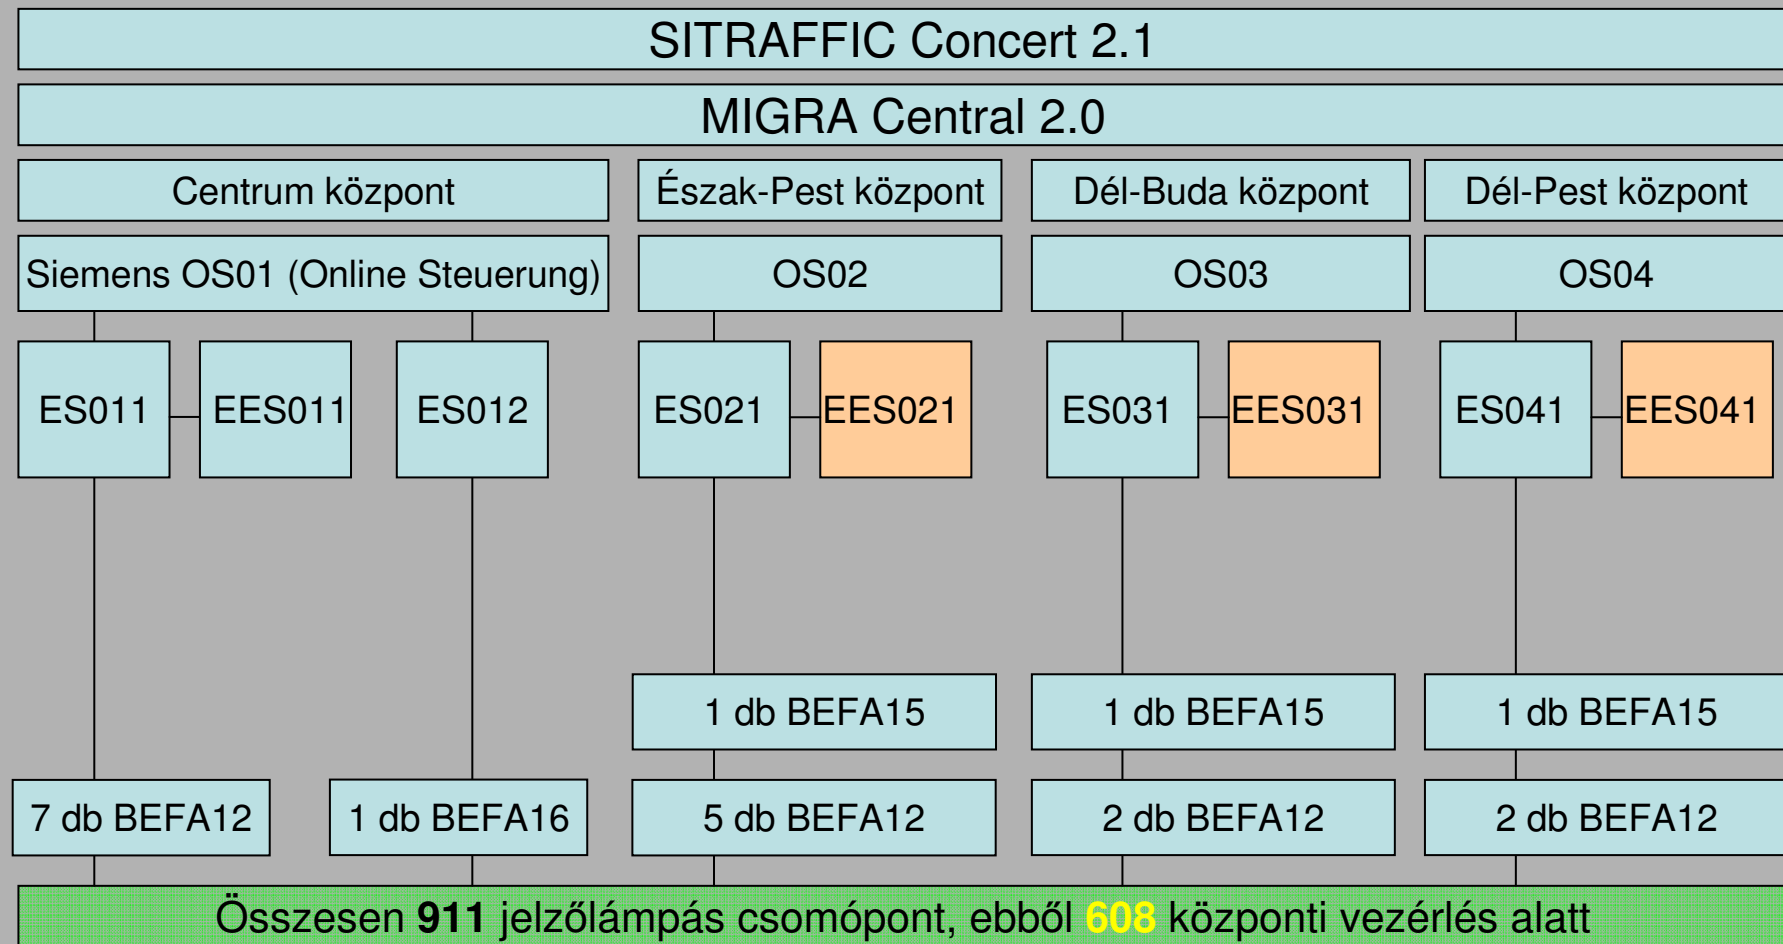 SITRAFFIC Concert 2.1
MIGRA Central 2.0
Centrum központ
Észak-Pest központ
Dél-Buda központ
Dél-Pest központ
Siemens OS01 (Online Steuerung)
OS02
OS03
OS04
ES011
EES011
ES012
ES021
EES021
ES031
EES031
ES041
EES041
1 db BEFA15
1 db BEFA15
1 db BEFA15
7 db BEFA12
1 db BEFA16
5 db BEFA12
2 db BEFA12
2 db BEFA12
Összesen 911 jelzőlámpás csomópont, ebből 608 központi vezérlés alatt